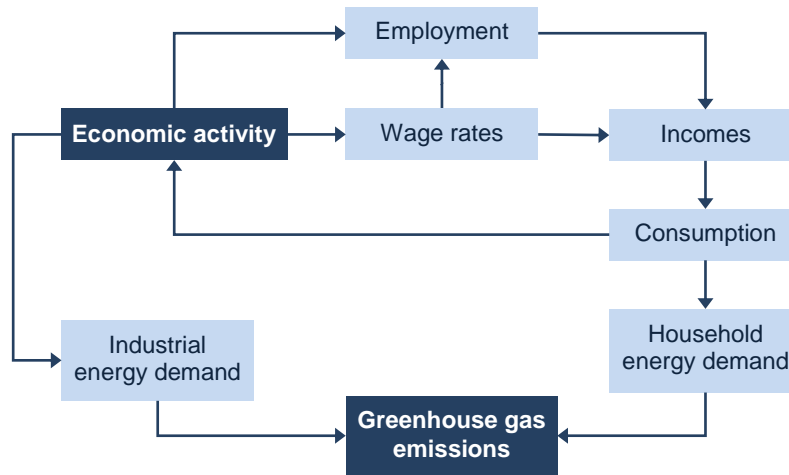 Employment
Economic activity
Wage rates
Incomes
Consumption
Industrial
energy demand
Household
energy demand
Greenhouse gas
emissions